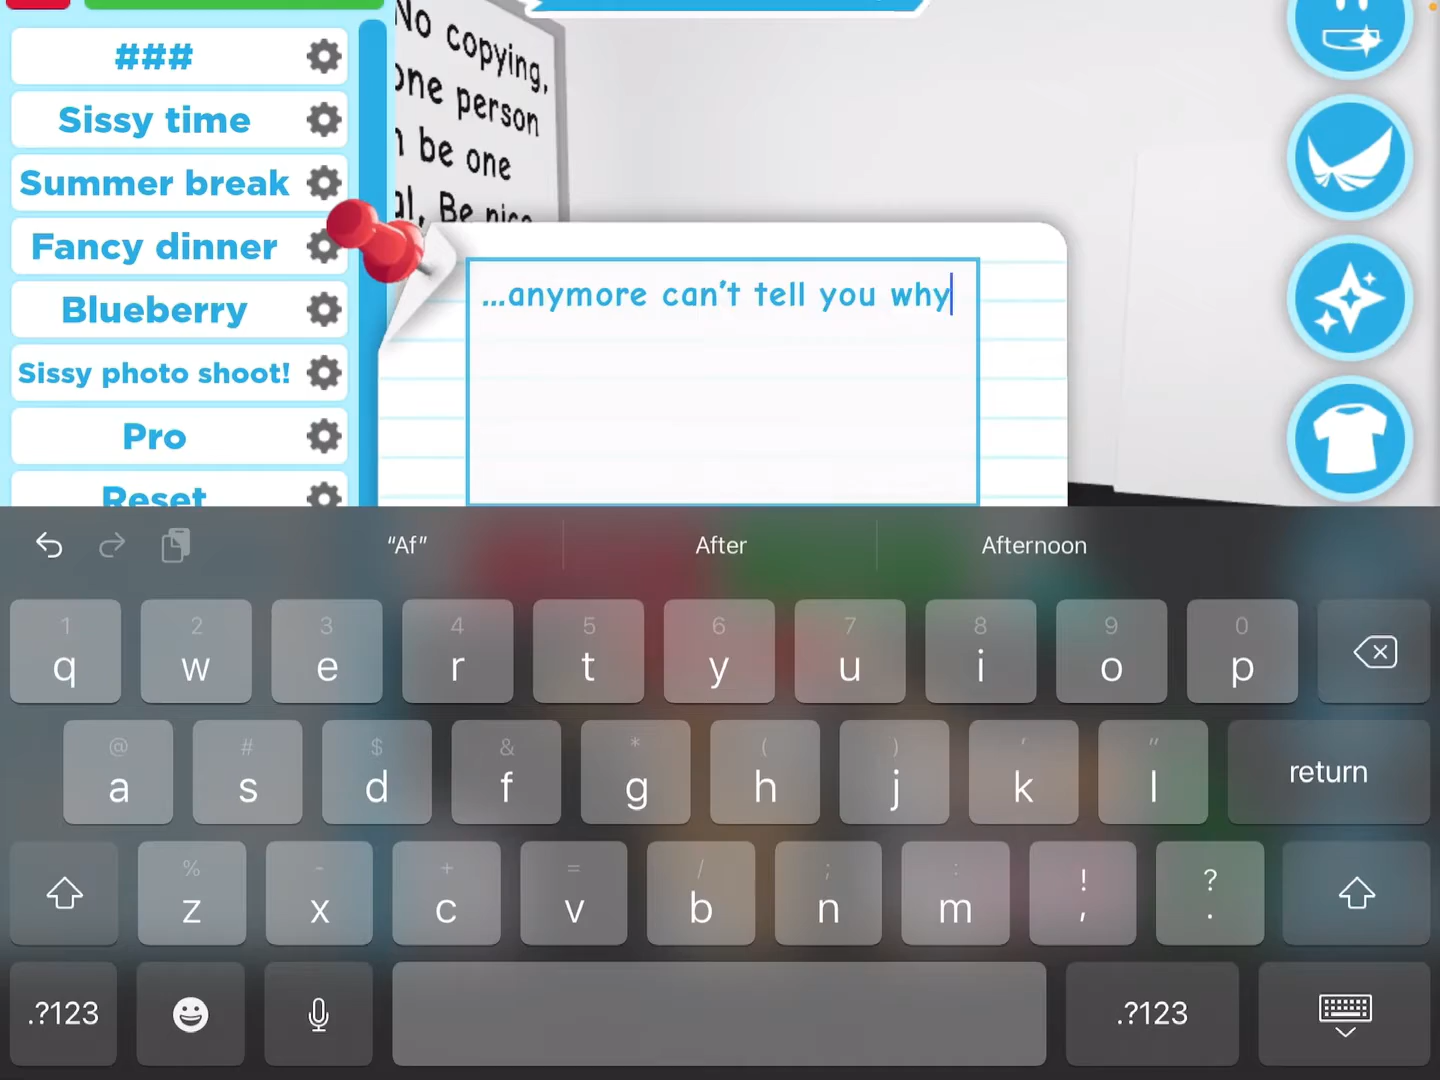 ###
Sissy time
Summer break
Fancy dinner
Blueberry
Sissy photo shoot!
Pro
Reset
No copying,
one person
be one
Be nice
...anymore can't tell you why
"Af" After Afternoon
1 2 3 4 5 6 7 8 9 0
q w e r t y u i o p
@ # $ & * ( ) ' "
a s d f g h j k l return
% - + = / ; : ! ?
z x c v b n m , .
.?123 .?123